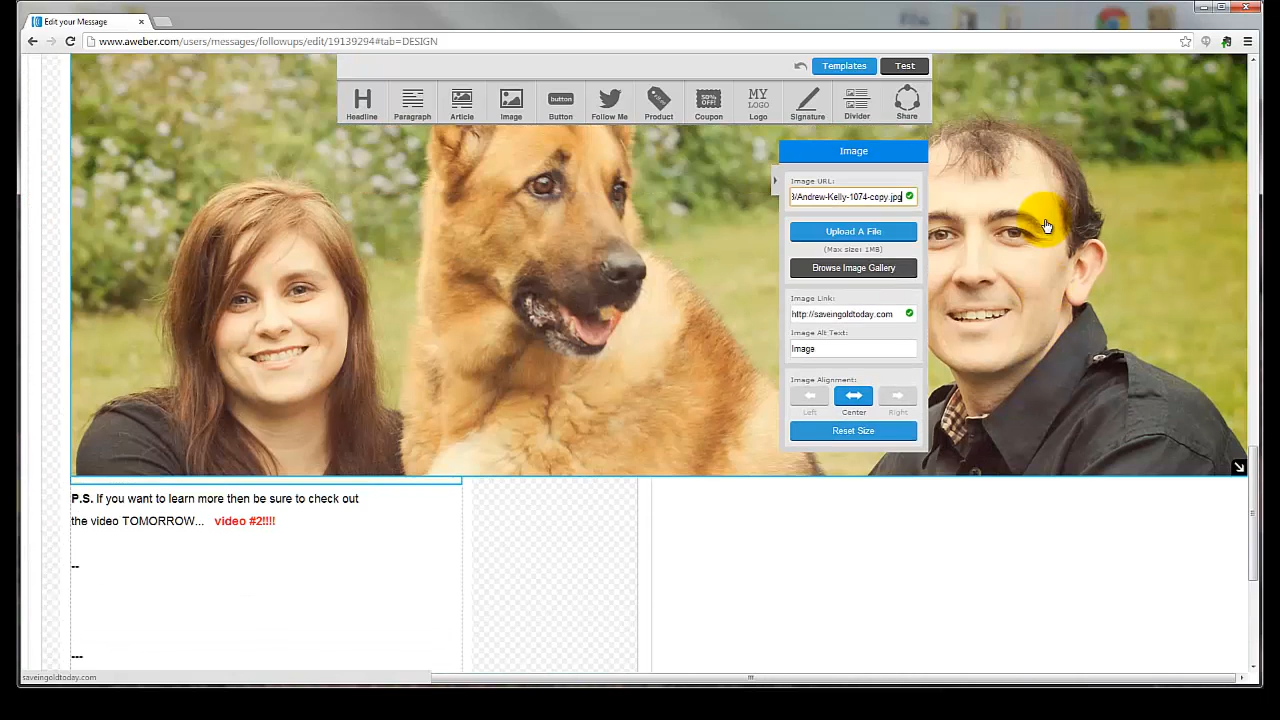 Edit your Message
www.aweber.com/users/messages/followups/edit/19139294#tab=DESIGN
Templates
Test
Headline
Paragraph
Article
Image
button
Button
Follow Me
Product
50% OFF!
Coupon
MY LOGO
Logo
Signature
Divider
Share
Image
Image URL:
3/Andrew-Kelly-1074-copy.jpg
Upload A File
(Max size: 1MB)
Browse Image Gallery
Image Link:
http://saveingoldtoday.com
Image Alt Text:
Image
Image Alignment:
Left
Center
Right
Reset Size
P.S. If you want to learn more then be sure to check out
the video TOMORROW... video #2!!!!
--
---
saveingoldtoday.com